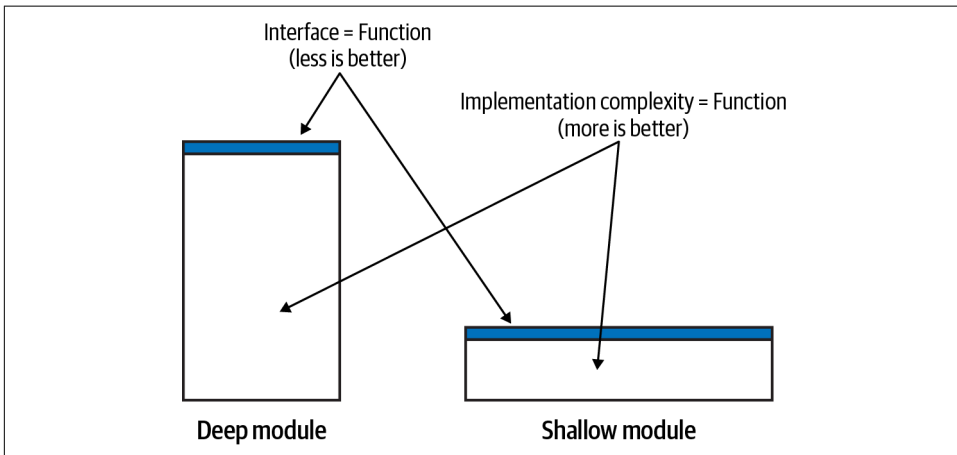 Interface = Function
(less is better)
Implementation complexity = Function
(more is better)
Deep module
Shallow module